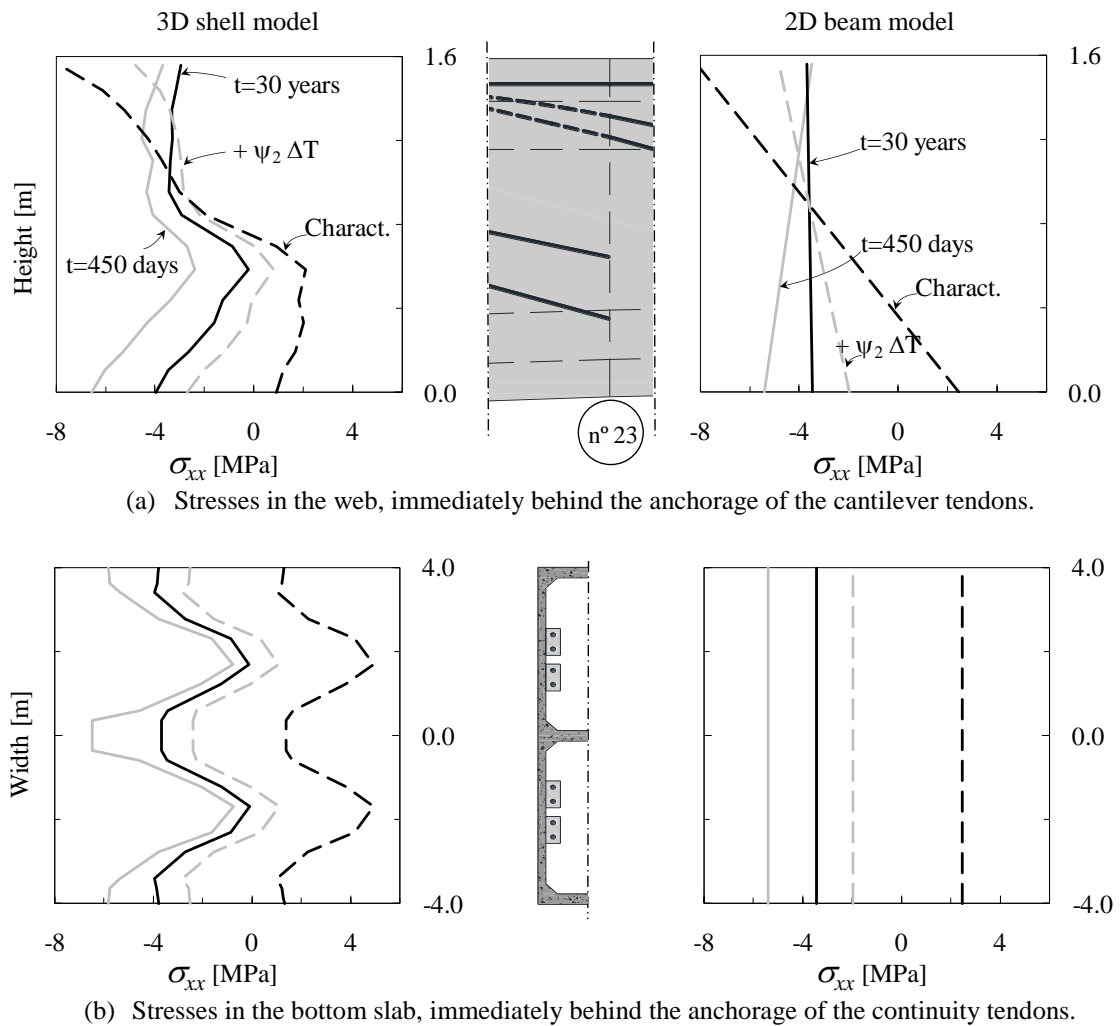 3D shell model
2D beam model
1.6
t=30 years
+ ψ₂ ΔT
Charact.
t=450 days
Height [m]
0.0
-8 -4 0 4
σxx [MPa]
nº 23
1.6
t=30 years
t=450 days
Charact.
+ ψ₂ ΔT
0.0
-8 -4 0 4
σxx [MPa]
(a) Stresses in the web, immediately behind the anchorage of the cantilever tendons.
4.0
Width [m]
0.0
-4.0
-8 -4 0 4
σxx [MPa]
4.0
0.0
-4.0
-8 -4 0 4
σxx [MPa]
(b) Stresses in the bottom slab, immediately behind the anchorage of the continuity tendons.